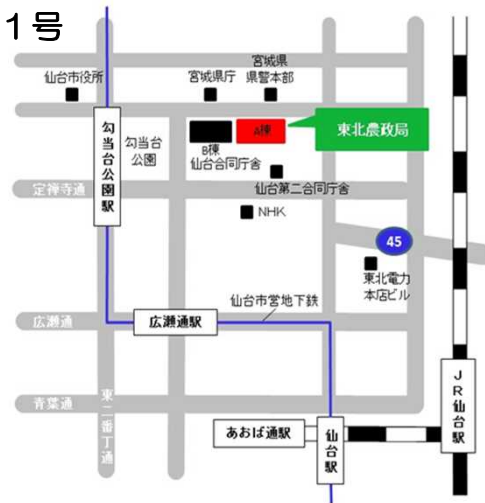 1号
宮城県
県警本部
仙台市役所
宮城県庁
勾当台公園駅
勾当台
公園
A棟
東北農政局
B棟
仙台合同庁舎
仙台第二合同庁舎
定禅寺通
NHK
45
東北電力
本店ビル
仙台市営地下鉄
広瀬通
広瀬通駅
青葉通
東二番丁通
あおば通駅
仙台駅
JR仙台駅